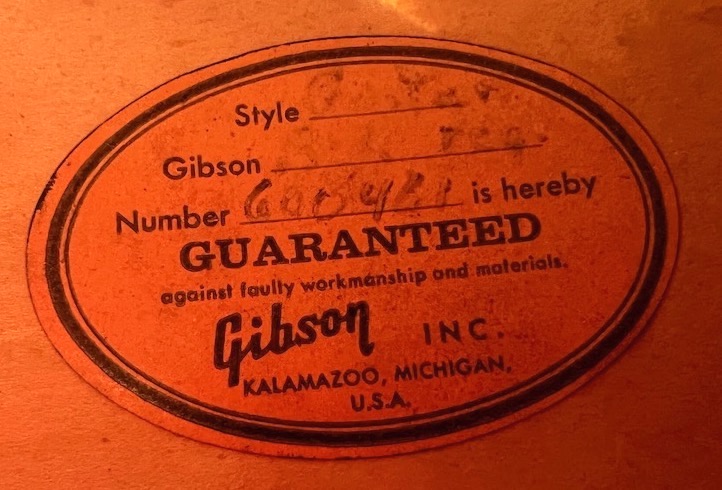 Style
Gibson
Number is hereby
GUARANTEED
against faulty workmanship and materials.
Gibson INC.
KALAMAZOO, MICHIGAN,
U.S.A.